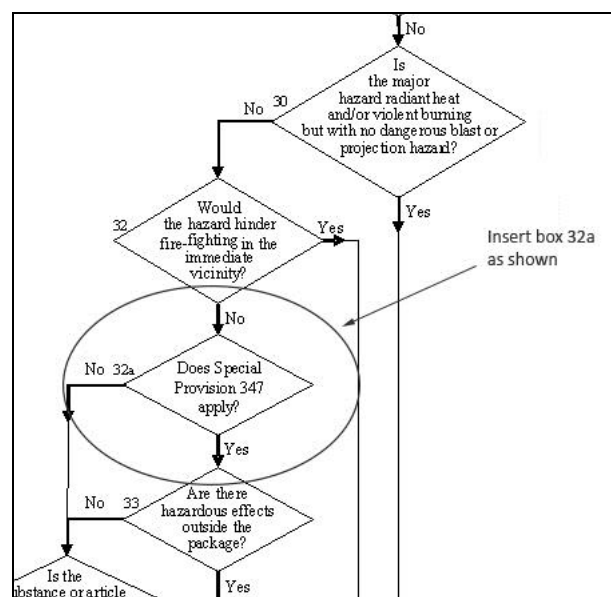 No
Is
the major
hazard radiant heat
and/or violent burning
but with no dangerous blast or
projection hazard?
No 30
Yes
32
Would
the hazard hinder
fire-fighting in the
immediate
vicinity?
Yes
Insert box 32a
as shown
No
No 32a
Does Special
Provision 347
apply?
Yes
No 33
Are there
hazardous effects
outside the
package?
Is the
Yes
or article